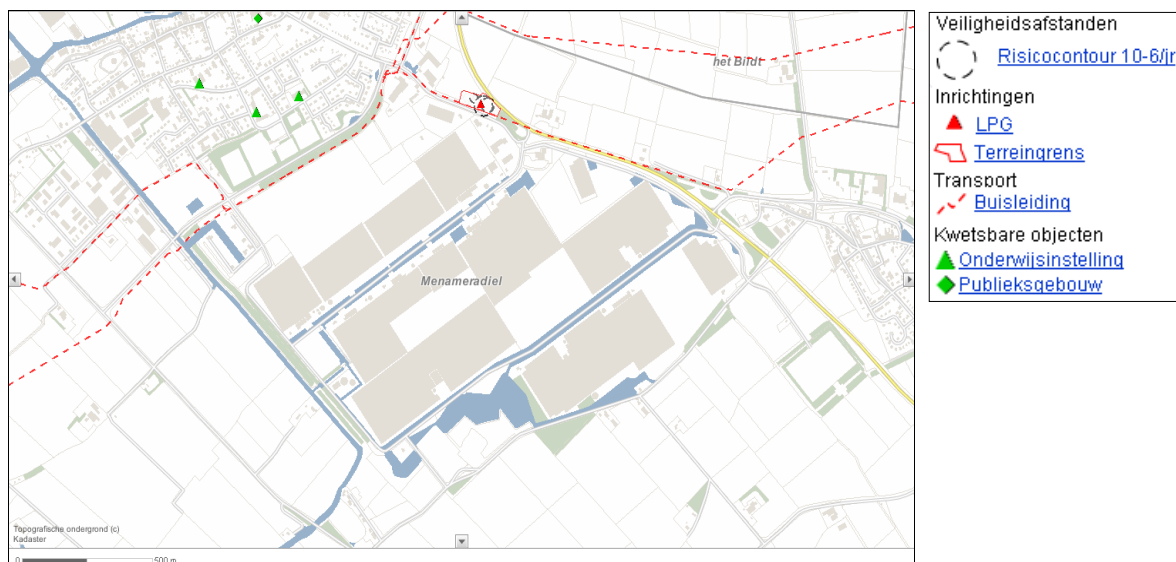 het Bildt
Menameradiel
Topografische ondergrond (c)
Kadaster
0 500 m
Veiligheidsafstanden
Risicocontour 10-6/jr
Inrichtingen
LPG
Terreingrens
Transport
Buisleiding
Kwetsbare objecten
Onderwijsinstelling
Publieksgebouw